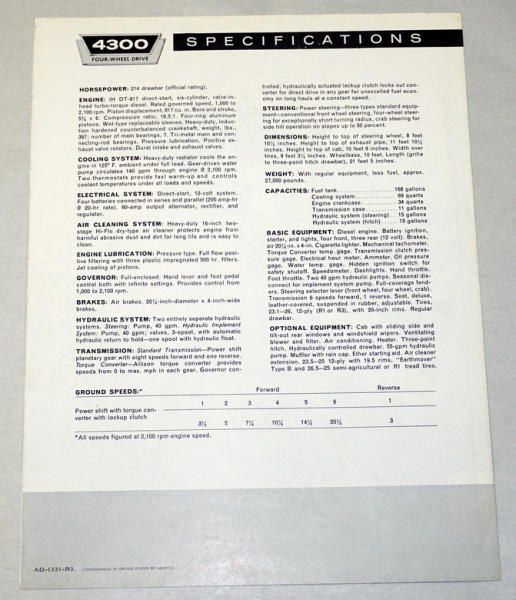 4300
FOUR-WHEEL DRIVE
SPECIFICATIONS
HORSEPOWER: 214 drawbar (official rating).
ENGINE: IH DT-817 direct-start, six-cylinder, valve-in-
head turbo-torque diesel. Rated governed speed, 1,000 to
2,100 rpm. Piston displacement, 817 cu. in. Bore and stroke,
5⅜ x 6. Compression ratio, 16.5:1. Four-ring aluminum
pistons. Wet-type replaceable sleeves. Heavy-duty, induc-
tion hardened counterbalanced crankshaft, weight, lbs.,
397; number of main bearings, 7. Tri-metal main and con-
necting-rod bearings. Pressure lubrication. Positive ex-
haust valve rotators. Dural intake and exhaust valves.
COOLING SYSTEM: Heavy-duty radiator cools the en-
gine in 125° F. ambient under full load. Gear-driven water
pump circulates 140 gpm through engine @ 2,100 rpm.
Two thermostats provide fast warm-up and controls
coolant temperatures under all loads and speeds.
ELECTRICAL SYSTEM: Direct-start, 12-volt system.
Four batteries connected in series and parallel (200 amp-hr
@ 20-hr rate). 60-amp output alternator, rectifier, and
regulator.
AIR CLEANING SYSTEM: Heavy-duty 16-inch two-
stage Hi-Flo dry-type air cleaner protects engine from
harmful abrasive dust and dirt for long life and is easy to
clean.
ENGINE LUBRICATION: Pressure type. Full flow posi-
tive filtering with three plastic impregnated 500 hr. filters.
Jet cooling of pistons.
GOVERNOR: Full-enclosed. Hand lever and foot pedal
control both with infinite settings. Provides control from
1,000 to 2,100 rpm.
BRAKES: Air brakes. 20¼-inch-diameter x 4-inch-wide
brakes.
HYDRAULIC SYSTEM: Two entirely separate hydraulic
systems. Steering: Pump, 40 gpm. Hydraulic Implement
System: Pump, 40 gpm; valves, 3-spool, with automatic
hydraulic return to hold—one spool with hydraulic float.
TRANSMISSION: Standard Transmission—Power shift
planetary gear with eight speeds forward and one reverse.
Torque Converter—Allison torque converter provides
speeds from 0 to max. mph in each gear. Governor con-
trolled, hydraulically actuated lockup clutch locks out con-
verter for direct drive in any gear for unexcelled fuel econo-
my on long hauls at a constant speed.
STEERING: Power steering—three types standard equip-
ment—conventional front wheel steering, four-wheel steer-
ing for exceptionally short turning radius, crab steering for
side hill operation on slopes up to 50 percent.
DIMENSIONS: Height to top of steering wheel, 8 feet
inches. Height to top of exhaust pipe, 11 feet
inches. Height to top of cab, 10 feet 9 inches. Width over
tires, 9 feet inches. Wheelbase, 10 feet. Length (grille
to three-point hitch drawbar), 21 feet 5 inches.
WEIGHT: With regular equipment, less fuel, approx.
27,000 pounds.
CAPACITIES: Fuel tank 168 gallons
Cooling system 69 quarts
Engine crankcase 34 quarts
Transmission case 11 gallons
Hydraulic system (steering) 15 gallons
Hydraulic system (hitch) 15 gallons
BASIC EQUIPMENT: Diesel engine. Battery ignition,
starter, and lights, four front, three rear (12 volt). Brakes,
air 20¼-in. x 4-in. Cigarette lighter. Mechanical tachometer.
Torque Converter temp gage. Transmission clutch pres-
sure gage. Electrical hour meter. Ammeter. Oil pressure
gage. Water temp. gage. Hidden ignition switch for
safety shutoff. Speedometer. Dashlights. Hand throttle.
Foot throttle. Two 40 gpm hydraulic pumps. Seasonal dis-
connect for implement system pump. Full-coverage fend-
ers. Steering selector lever (front wheel, four wheel, crab).
Transmission 6 speeds forward, 1 reverse. Seat, deluxe,
leather-covered, suspended in rubber, adjustable. Tires,
23.1—26, 12-ply (R1 or R3), with 20-inch rims. Regular
drawbar.
OPTIONAL EQUIPMENT: Cab with sliding side and
tilt-out rear windows and windshield wipers. Ventilating
blower and filter. Air conditioning. Heater. Three-point
hitch. Hydraulically controlled drawbar. 55-gpm hydraulic
pump. Muffler with rain cap. Ether starting aid. Air cleaner
extension. 23.5—25 12-ply with 19.5 rims, "Earthmover"
Type B and 26.5—25 semi-agricultural or R1 tread tires.
GROUND SPEEDS:*
Forward Reverse
1 2 3 4 5 6 1
Power shift with torque con-
verter with lockup clutch
5 3
*All speeds figured at 2,100 rpm engine speed.
AD-1331-R3. LITHOGRAPHED IN UNITED STATES OF AMERICA